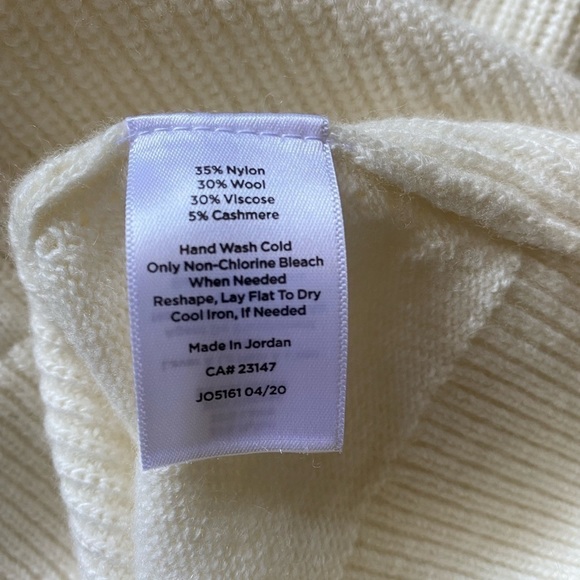 35% Nylon
30% Wool
30% Viscose
5% Cashmere
Hand Wash Cold
Only Non-Chlorine Bleach
When Needed
Reshape, Lay Flat To Dry
Cool Iron, If Needed
Made In Jordan
CA# 23147
JO5161 04/20